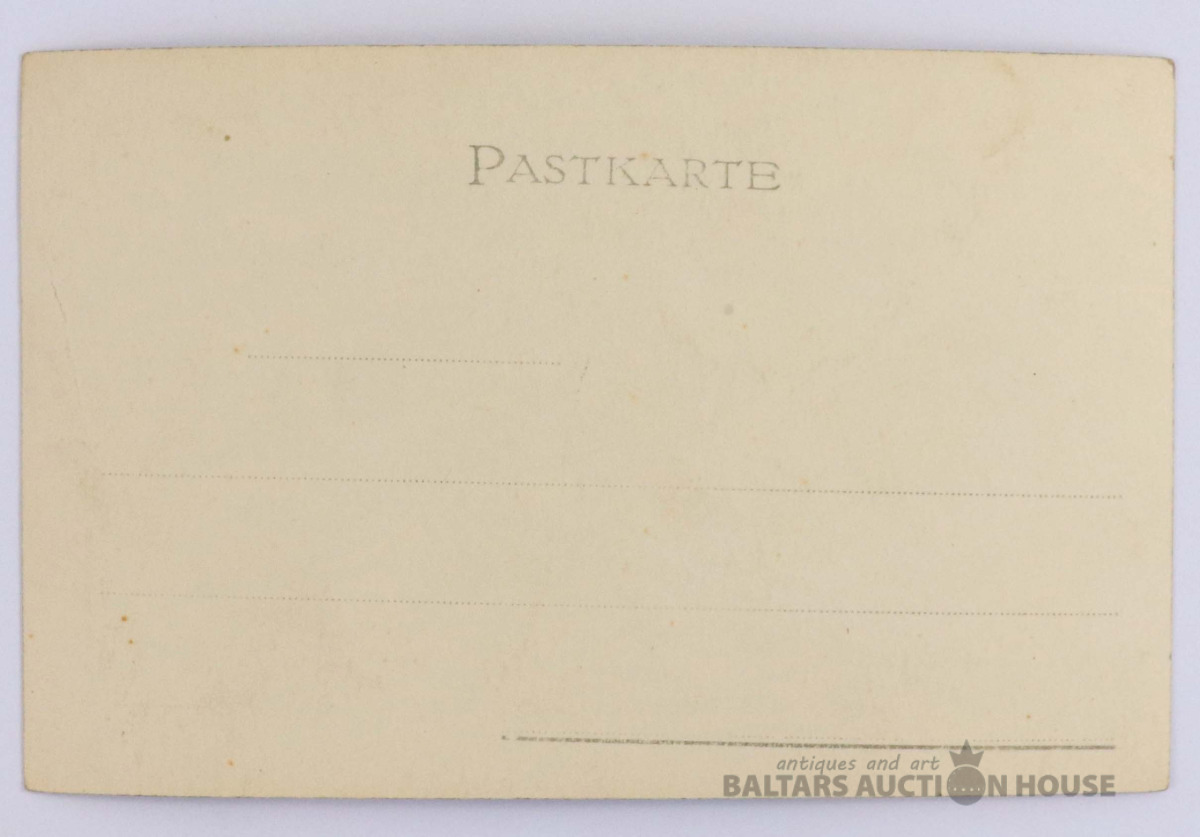 PASTKARTE
antiques and art
BALTARS AUCTION HOUSE